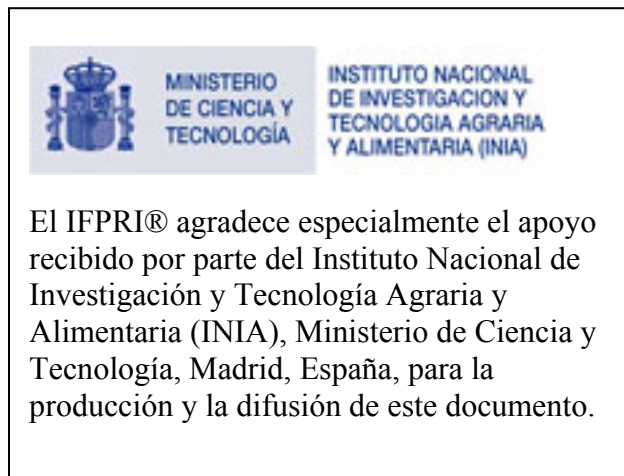 MINISTERIO
DE CIENCIA Y
TECNOLOGÍA
INSTITUTO NACIONAL
DE INVESTIGACION Y
TECNOLOGIA AGRARIA
Y ALIMENTARIA (INIA)
El IFPRI® agradece especialmente el apoyo
recibido por parte del Instituto Nacional de
Investigación y Tecnología Agraria y
Alimentaria (INIA), Ministerio de Ciencia y
Tecnología, Madrid, España, para la
producción y la difusión de este documento.